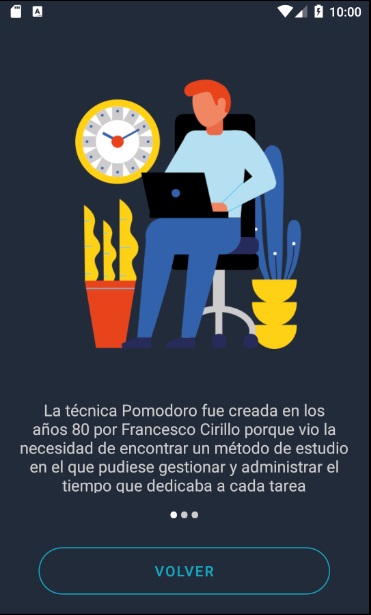 A
10:00
La técnica Pomodoro fue creada en los
años 80 por Francesco Cirillo porque vio la
necesidad de encontrar un método de estudio
en el que pudiese gestionar y administrar el
tiempo que dedicaba a cada tarea
VOLVER